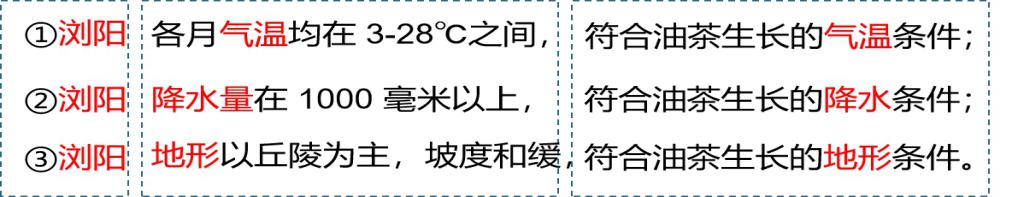 ①浏阳 各月气温均在 3-28℃之间， 符合油茶生长的气温条件；
②浏阳 降水量在 1000 毫米以上， 符合油茶生长的降水条件；
③浏阳 地形以丘陵为主，坡度和缓， 符合油茶生长的地形条件。